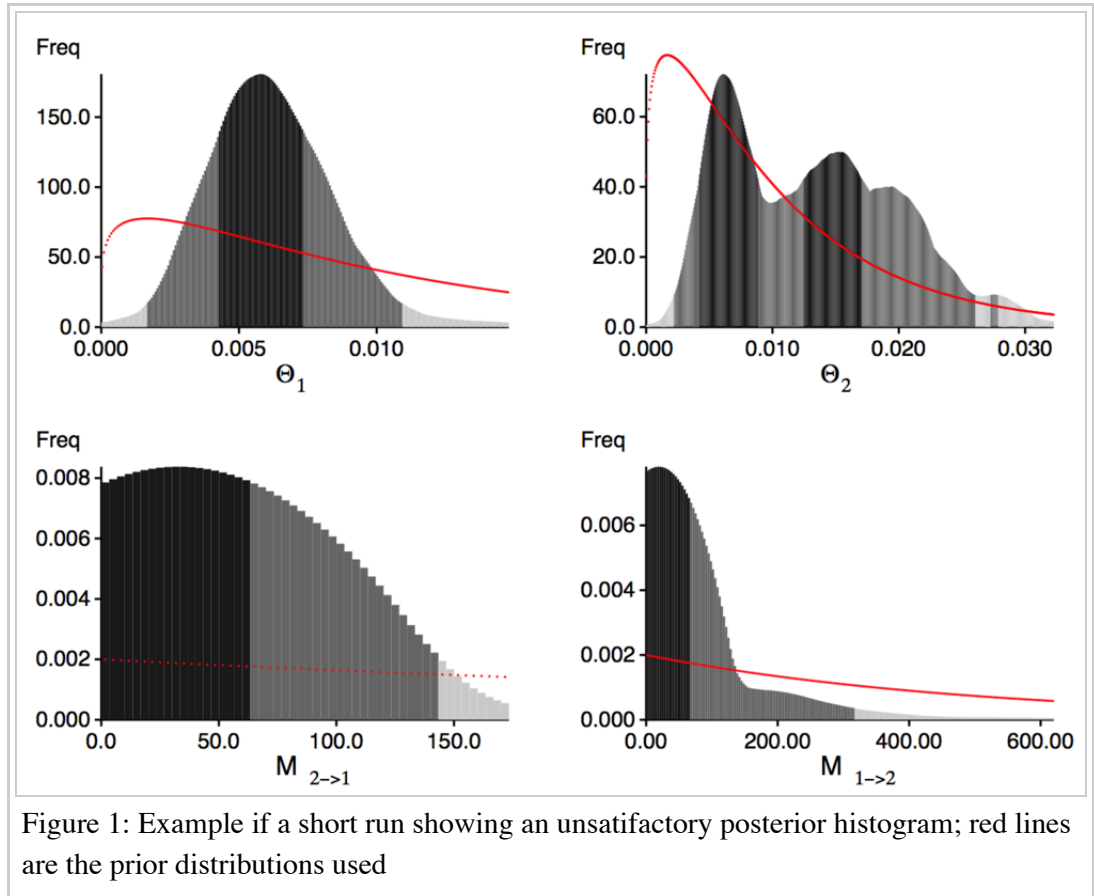 Freq
150.0
100.0
50.0
0.0
0.000 0.005 0.010
Θ1
Freq
60.0
40.0
20.0
0.0
0.000 0.010 0.020 0.030
Θ2
Freq
0.008
0.006
0.004
0.002
0.000
0.0 50.0 100.0 150.0
M 2->1
Freq
0.006
0.004
0.002
0.000
0.00 200.00 400.00 600.00
M 1->2
Figure 1: Example if a short run showing an unsatifactory posterior histogram; red lines
are the prior distributions used